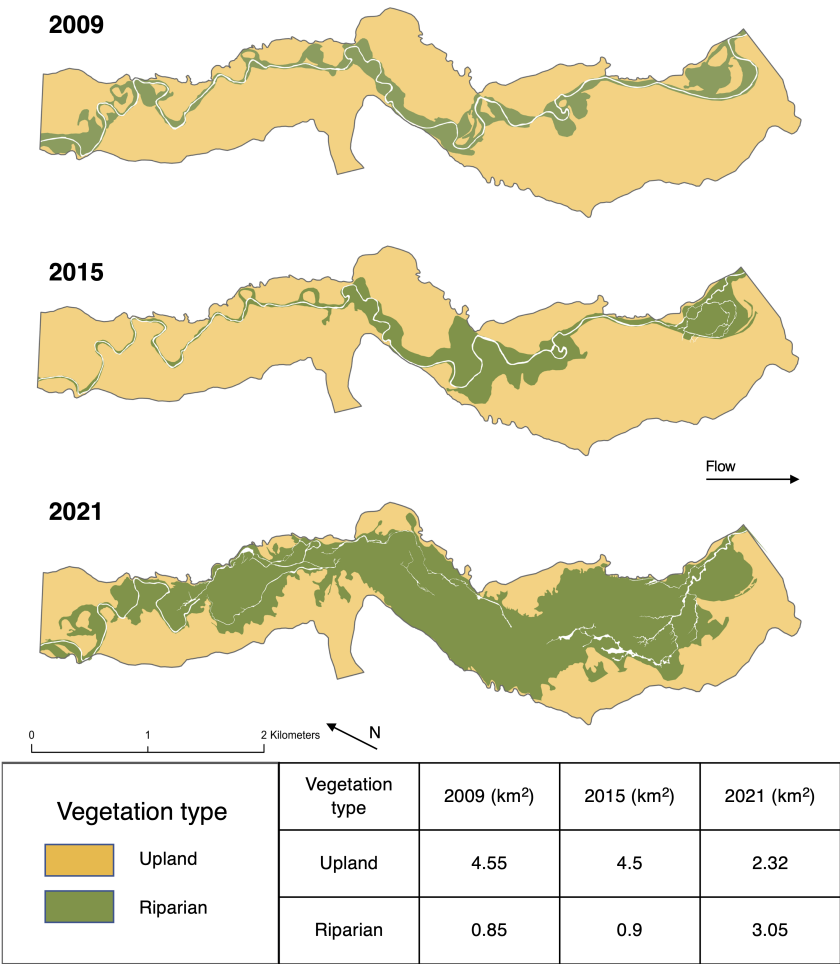 2009
2015
Flow
2021
0 1 2 Kilometers
N
Vegetation type
Upland
Riparian
Vegetation
type
2009 (km²)
2015 (km²)
2021 (km²)
Upland
4.55
4.5
2.32
Riparian
0.85
0.9
3.05